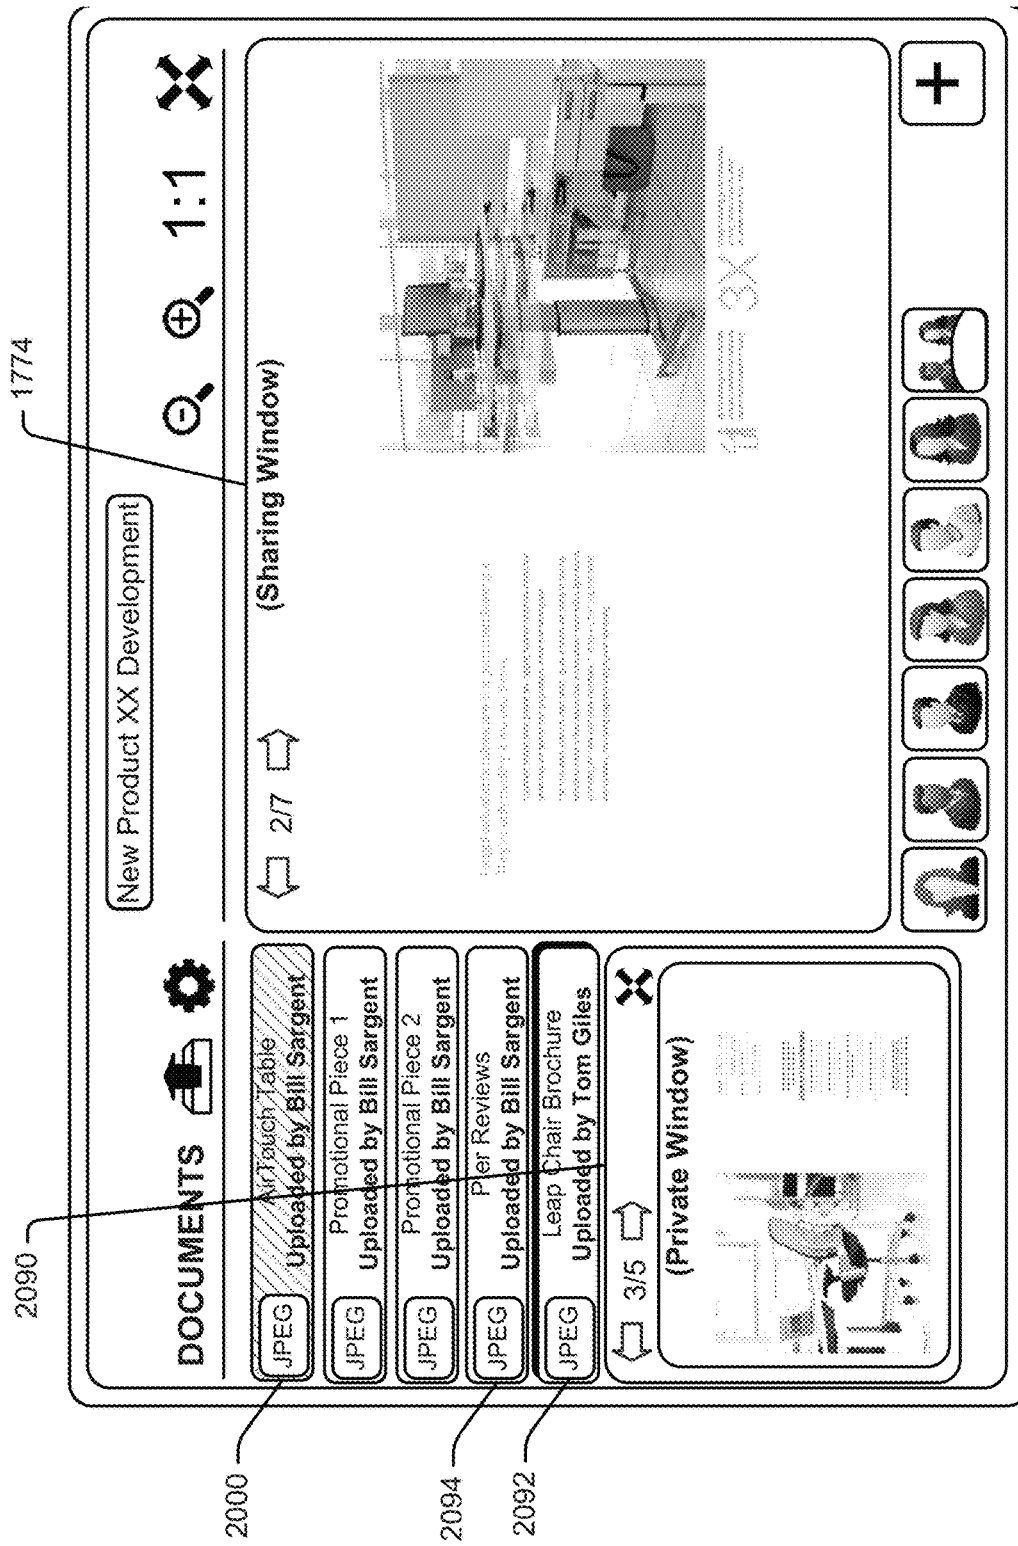 1774
New Product XX Development
1:1
2090
DOCUMENTS
2000
JPEG
AirTouch Table
Uploaded by Bill Sargent
JPEG
Promotional Piece 1
Uploaded by Bill Sargent
JPEG
Promotional Piece 2
Uploaded by Bill Sargent
2094
JPEG
Pier Reviews
Uploaded by Bill Sargent
2092
JPEG
Leap Chair Brochure
Uploaded by Tom Giles
3/5
(Private Window)
2/7
(Sharing Window)
3X